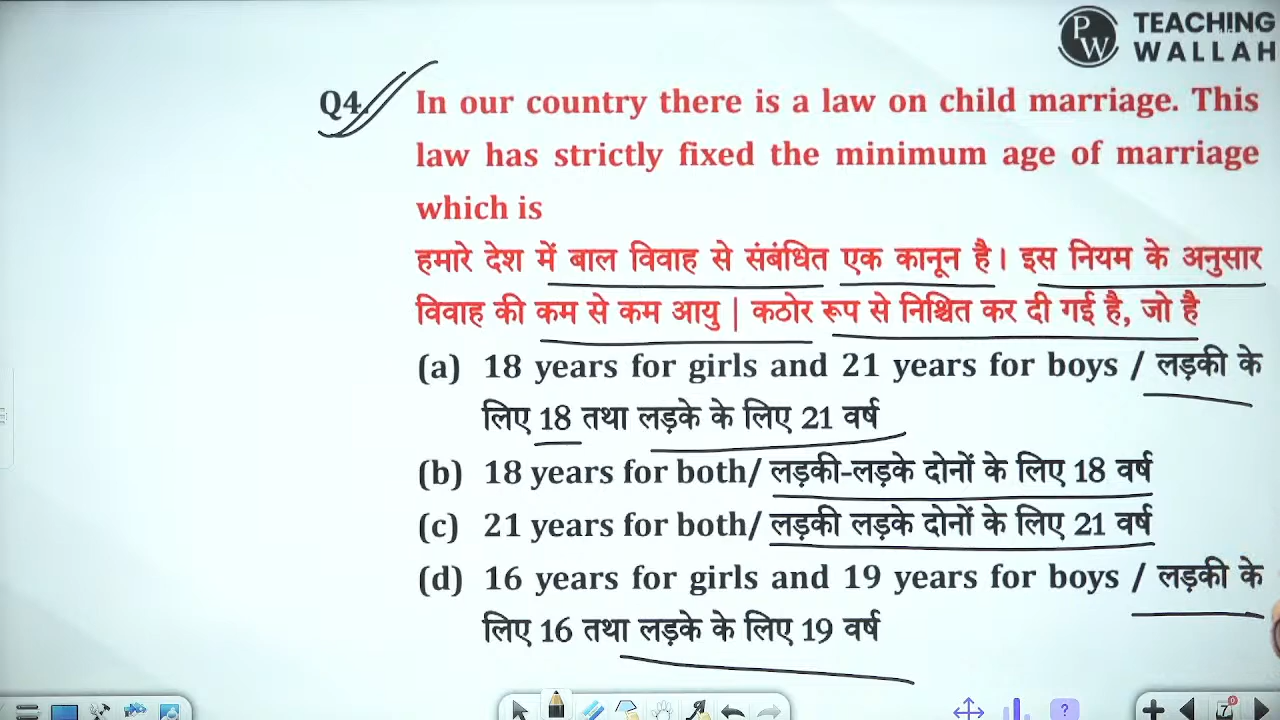 PW TEACHING
WALLAH
Q4. In our country there is a law on child marriage. This
law has strictly fixed the minimum age of marriage
which is
हमारे देश में बाल विवाह से संबंधित एक कानून है। इस नियम के अनुसार
विवाह की कम से कम आयु | कठोर रूप से निश्चित कर दी गई है, जो है
(a) 18 years for girls and 21 years for boys / लड़की के
लिए 18 तथा लड़के के लिए 21 वर्ष
(b) 18 years for both/ लड़की-लड़के दोनों के लिए 18 वर्ष
(c) 21 years for both/ लड़की लड़के दोनों के लिए 21 वर्ष
(d) 16 years for girls and 19 years for boys / लड़की के
लिए 16 तथा लड़के के लिए 19 वर्ष